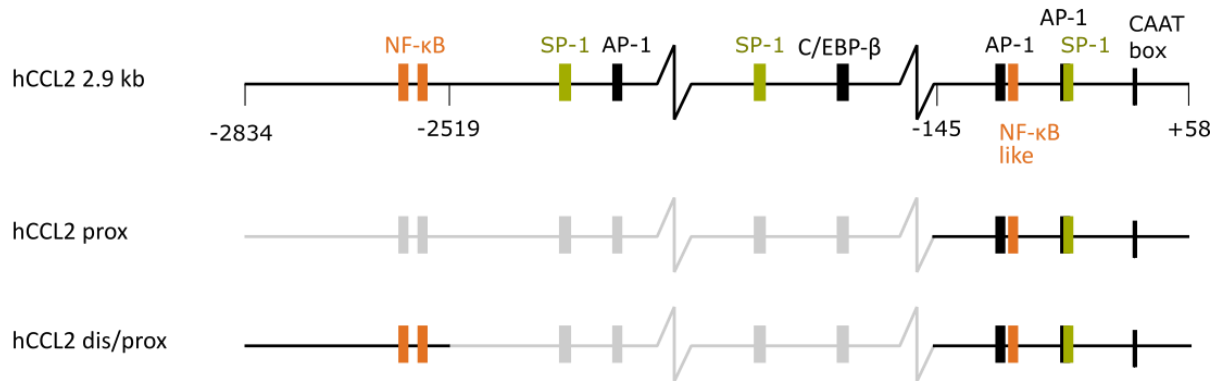 AP-1
NF-κB SP-1 AP-1 SP-1 C/EBP-β AP-1 SP-1 CAAT
box
hCCL2 2.9 kb
-2834 -2519 -145 +58
NF-κB
like
hCCL2 prox
hCCL2 dis/prox